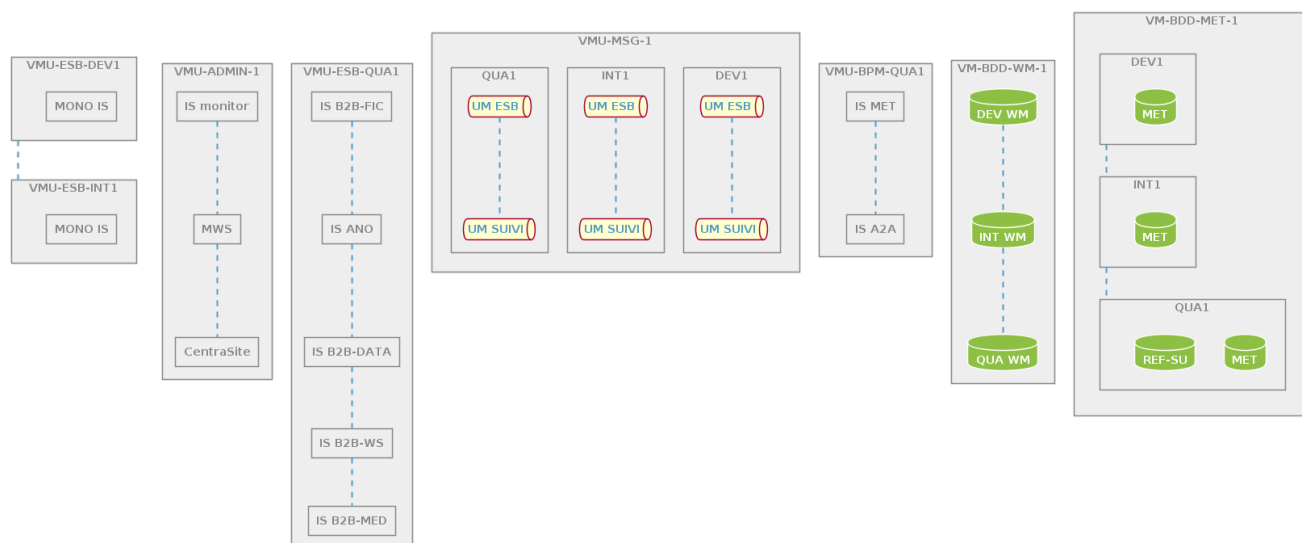 VMU-ESB-DEV1
MONO IS
VMU-ESB-INT1
MONO IS
VMU-ADMIN-1
IS monitor
MWS
CentraSite
VMU-ESB-QUA1
IS B2B-FIC
IS ANO
IS B2B-DATA
IS B2B-WS
IS B2B-MED
VMU-MSG-1
QUA1
UM ESB
UM SUIVI
INT1
UM ESB
UM SUIVI
DEV1
UM ESB
UM SUIVI
VMU-BPM-QUA1
IS MET
IS A2A
VM-BDD-WM-1
DEV WM
INT WM
QUA WM
VM-BDD-MET-1
DEV1
MET
INT1
MET
QUA1
REF-SU
MET